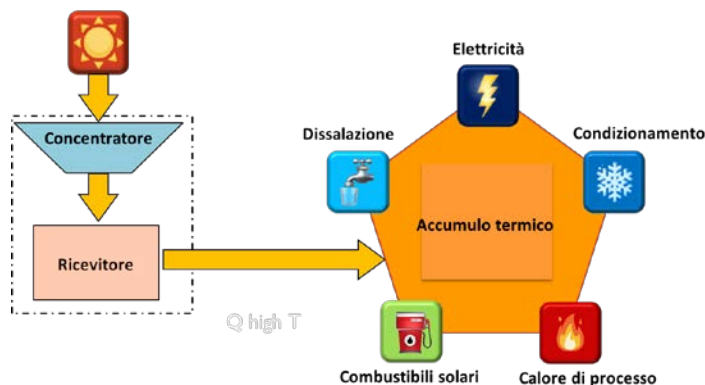 Elettricità
Concentratore
Dissalazione
Condizionamento
Accumulo termico
Ricevitore
Q high T
Combustibili solari
Calore di processo